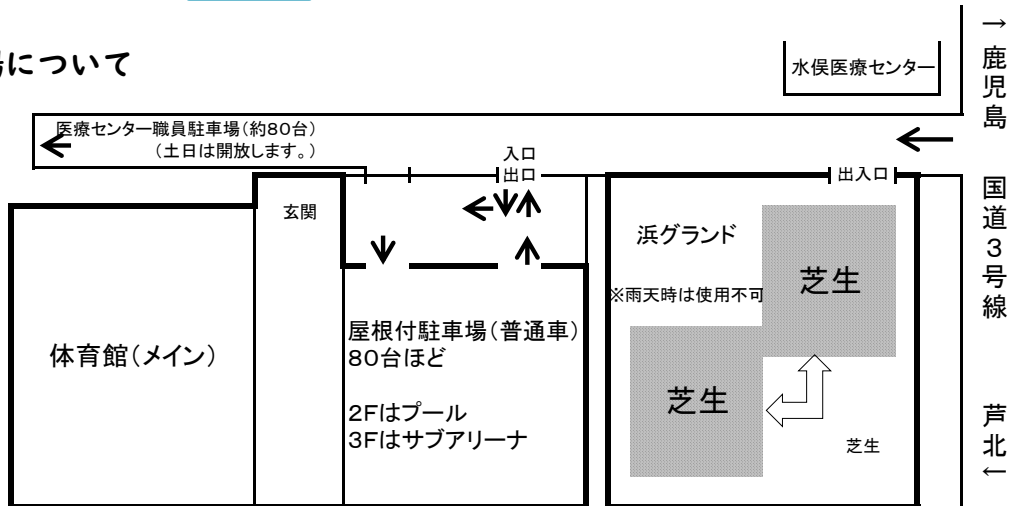 場について
水俣医療センター
→ 鹿児島 国道3号線 芦北 ←
医療センター職員駐車場(約80台)
(土日は開放します。)
入口
出口
出入口
玄関
浜グランド
※雨天時は使用不可
芝生
体育館(メイン)
屋根付駐車場(普通車)
80台ほど
2Fはプール
3Fはサブアリーナ
芝生
芝生